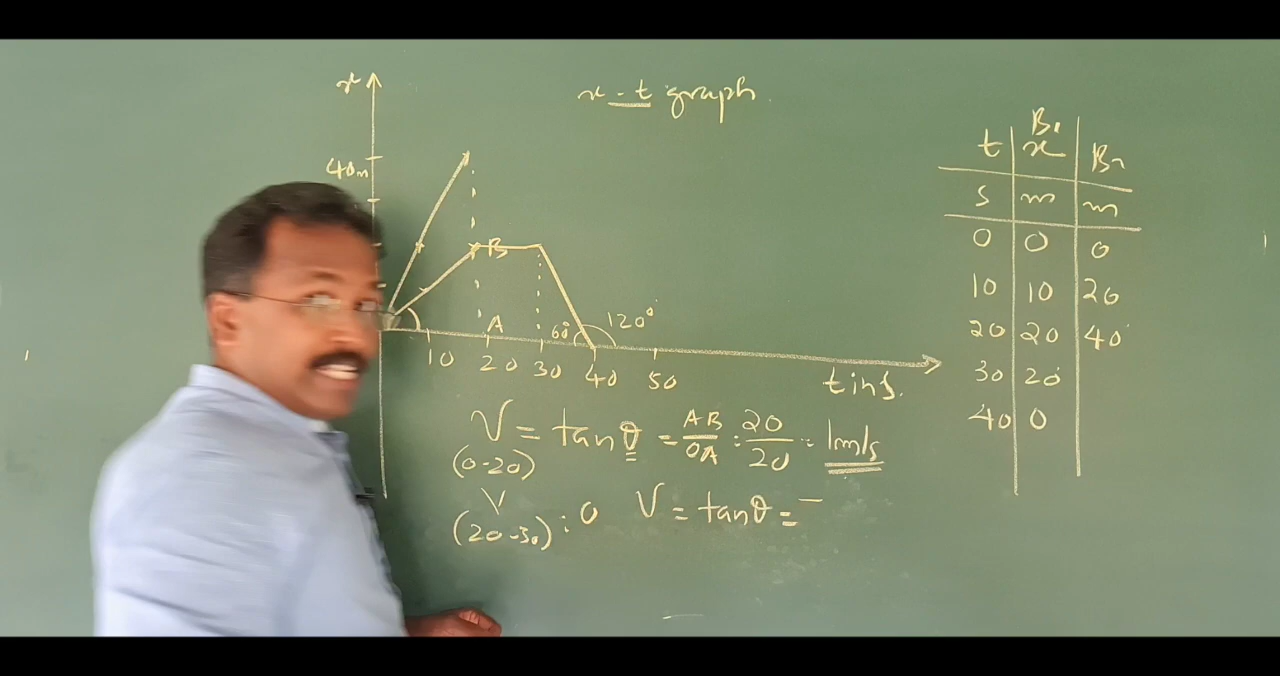 x - t graph
x
40m
B
A
60°
120°
10 20 30 40 50
t in s.
V = tanθ = AB/OA : 20/20 = 1m/s
(0-20)
V
(20-30) : 0
V = tanθ = -
t | B₁ x | B₂
s | m | m
0 | 0 | 0
10 | 10 | 20
20 | 20 | 40
30 | 20
40 | 0